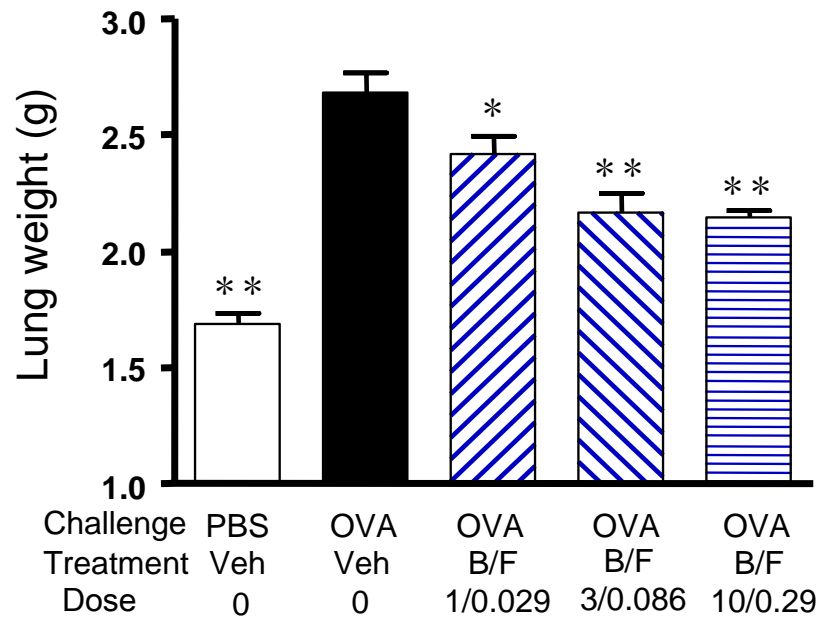 Lung weight (g)
3.0
2.5
2.0
1.5
1.0
**
*
**
**
Challenge PBS OVA OVA OVA OVA
Treatment Veh Veh B/F B/F B/F
Dose 0 0 1/0.029 3/0.086 10/0.29